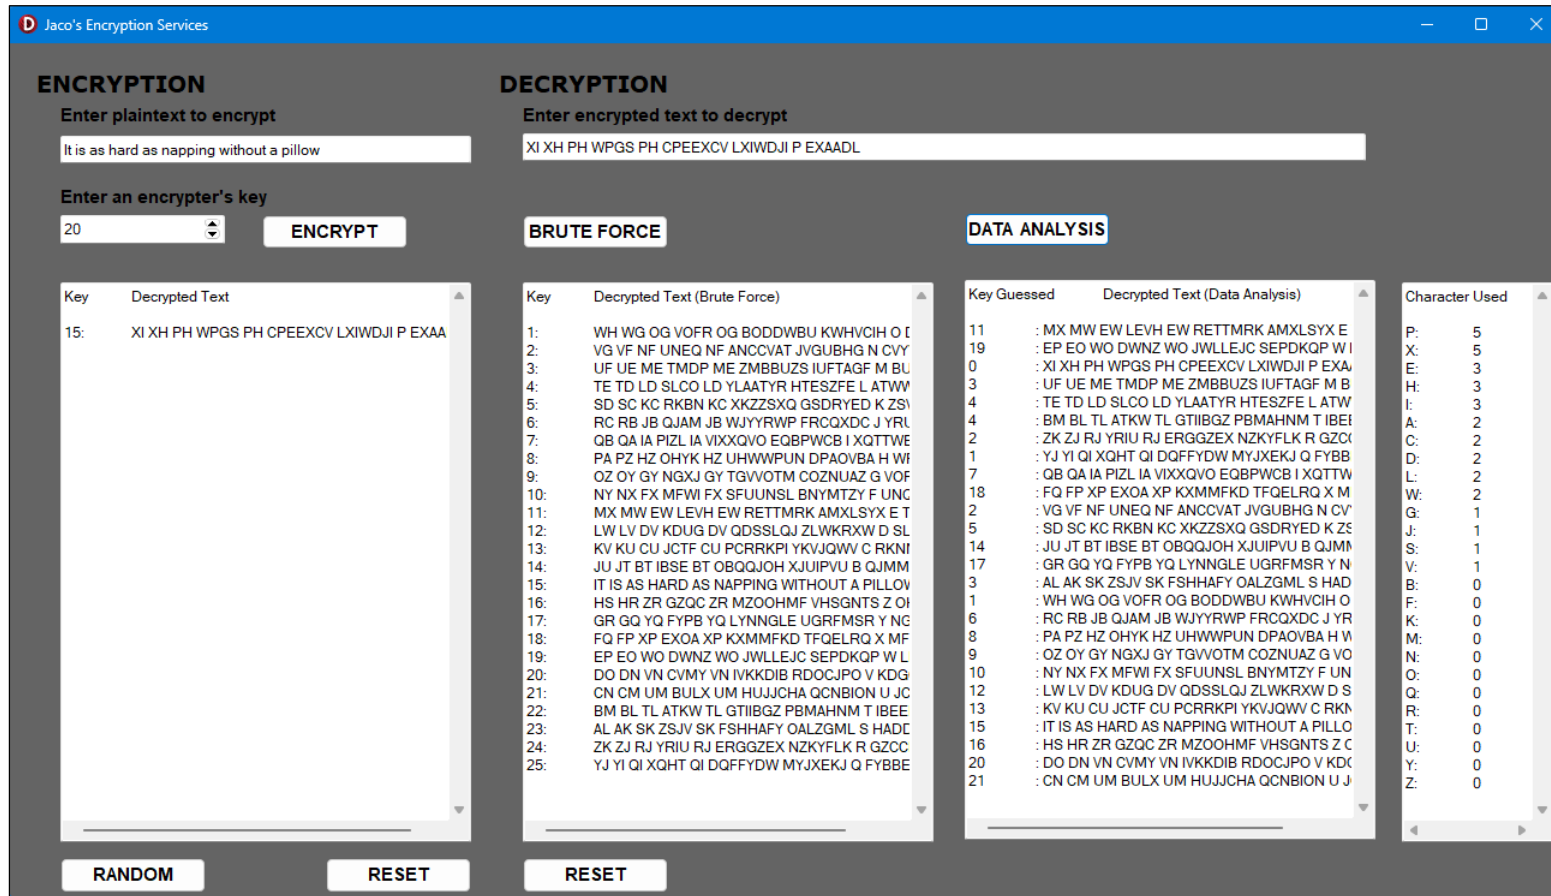 Jaco's Encryption Services
ENCRYPTION
Enter plaintext to encrypt
It is as hard as napping without a pillow
Enter an encrypter's key
20
ENCRYPT
Key Decrypted Text
15: XI XH PH WPGS PH CPEEXCV LXIWDJI P EXAA
RANDOM
RESET
DECRYPTION
Enter encrypted text to decrypt
XI XH PH WPGS PH CPEEXCV LXIWDJI P EXAADL
BRUTE FORCE
Key Decrypted Text (Brute Force)
1: WH WG OG VOFR OG BODDWBU KWHVCIH O
2: VG VF NF UNEQ NF ANCCVAT JVGUBHG N CVY
3: UF UE ME TMDP ME ZMBBUZS IUFTAGF M BU
4: TE TD LD SLCO LD YLAATYR HTESZFE L ATW
5: SD SC KC RKBN KC XKZZSXQ GSDRYED K ZS
6: RC RB JB QJAM JB WJYYRWP FRCQXDC J YR
7: QB QA IA PIZL IA VIXXQVO EQBPWCB I XQTTW
8: PA PZ HZ OHYK HZ UHWWPUN DPAOVBA H W
9: OZ OY GY NGXJ GY TGVVOTM COZNUAZ G VO
10: NY NX FX MFWI FX SFUUNSL BNYMTZY F UN
11: MX MW EW LEVH EW RETTMRK AMXLSYX E T
12: LW LV DV KDUG DV QDSSLQJ ZLWKRXW D SL
13: KV KU CU JCTF CU PCRRKPI YKVJQWV C RKN
14: JU JT BT IBSE BT OBQQJOH XJUIPVU B QJMM
15: IT IS AS HARD AS NAPPING WITHOUT A PILLO
16: HS HR ZR GZQC ZR MZOOHMF VHSGNTS Z O
17: GR GQ YQ FYPB YQ LYNNGLE UGRFMSR Y NG
18: FQ FP XP EXOA XP KXMMFKD TFQELRQ X MF
19: EP EO WO DWNZ WO JWLLEJC SEPDKQP W L
20: DO DN VN CVMY VN IVKKDIB RDOCJPO V KDG
21: CN CM UM BULX UM HUJJCHA QCNBION U JC
22: BM BL TL ATKW TL GTIIBGZ PBMAHNM T IBEE
23: AL AK SK ZSJV SK FSHHAFY OALZGML S HAD
24: ZK ZJ RJ YRIU RJ ERGGZEX NZKYFLK R GZCC
25: YJ YI QI XQHT QI DQFFYDW MYJXEKJ Q FYBBE
RESET
DATA ANALYSIS
Key Guessed Decrypted Text (Data Analysis)
11 : MX MW EW LEVH EW RETTMRK AMXLSYX E
19 : EP EO WO DWNZ WO JWLLEJC SEPDKQP W
0 : XI XH PH WPGS PH CPEEXCV LXIWDJI P EXA
3 : UF UE ME TMDP ME ZMBBUZS IUFTAGF M B
4 : TE TD LD SLCO LD YLAATYR HTESZFE L ATW
4 : BM BL TL ATKW TL GTIIBGZ PBMAHNM T IBE
2 : ZK ZJ RJ YRIU RJ ERGGZEX NZKYFLK R GZC
1 : YJ YI QI XQHT QI DQFFYDW MYJXEKJ Q FYBB
7 : QB QA IA PIZL IA VIXXQVO EQBPWCB I XQTTW
18 : FQ FP XP EXOA XP KXMMFKD TFQELRQ X M
2 : VG VF NF UNEQ NF ANCCVAT JVGUBHG N CV
5 : SD SC KC RKBN KC XKZZSXQ GSDRYED K ZS
14 : JU JT BT IBSE BT OBQQJOH XJUIPVU B QJM
17 : GR GQ YQ FYPB YQ LYNNGLE UGRFMSR Y N
3 : AL AK SK ZSJV SK FSHHAFY OALZGML S HAD
1 : WH WG OG VOFR OG BODDWBU KWHVCIH O
6 : RC RB JB QJAM JB WJYYRWP FRCQXDC J YR
8 : PA PZ HZ OHYK HZ UHWWPUN DPAOVBA H W
9 : OZ OY GY NGXJ GY TGVVOTM COZNUAZ G VO
10 : NY NX FX MFWI FX SFUUNSL BNYMTZY F UN
12 : LW LV DV KDUG DV QDSSLQJ ZLWKRXW D S
13 : KV KU CU JCTF CU PCRRKPI YKVJQWV C RK
15 : IT IS AS HARD AS NAPPING WITHOUT A PILLO
16 : HS HR ZR GZQC ZR MZOOHMF VHSGNTS Z
20 : DO DN VN CVMY VN IVKKDIB RDOCJPO V KD
21 : CN CM UM BULX UM HUJJCHA QCNBION U J
Character Used
P: 5
X: 5
E: 3
H: 3
I: 3
A: 2
C: 2
D: 2
L: 2
W: 2
G: 1
J: 1
S: 1
V: 1
B: 0
F: 0
K: 0
M: 0
N: 0
O: 0
Q: 0
R: 0
T: 0
U: 0
Y: 0
Z: 0